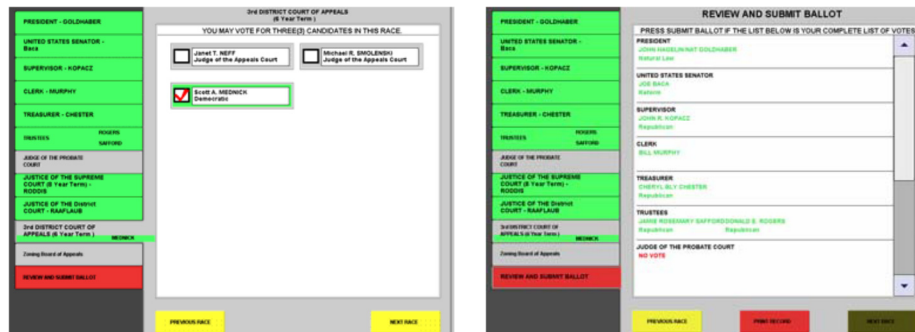 PRESIDENT - GOLDHABER
UNITED STATES SENATOR -
Baca
SUPERVISOR - KOPACZ
CLERK - MURPHY
TREASURER - CHESTER
TRUSTEES
ROGERS
SAFFORD
JUDGE OF THE PROBATE
COURT
JUSTICE OF THE SUPREME
COURT (8 Year Term) -
RODDIS
JUSTICE OF THE District
COURT - RAAFLAUB
3rd DISTRICT COURT OF
APPEALS (6 Year Term )
MEDNICK
Zoning Board of Appeals
REVIEW AND SUBMIT BALLOT
3rd DISTRICT COURT OF APPEALS
(6 Year Term )
YOU MAY VOTE FOR THREE(3) CANDIDATES IN THIS RACE.
Janet T. NEFF
Judge of the Appeals Court
Michael R. SMOLENSKI
Judge of the Appeals Court
Scott A. MEDNICK
Democratic
PREVIOUS RACE
NEXT RACE
PRESIDENT - GOLDHABER
UNITED STATES SENATOR -
Baca
SUPERVISOR - KOPACZ
CLERK - MURPHY
TREASURER - CHESTER
TRUSTEES
ROGERS
SAFFORD
JUDGE OF THE PROBATE
COURT
JUSTICE OF THE SUPREME
COURT (8 Year Term) -
RODDIS
JUSTICE OF THE District
COURT - RAAFLAUB
3rd DISTRICT COURT OF
APPEALS (6 Year Term )
MEDNICK
Zoning Board of Appeals
REVIEW AND SUBMIT BALLOT
REVIEW AND SUBMIT BALLOT
PRESS SUBMIT BALLOT IF THE LIST BELOW IS YOUR COMPLETE LIST OF VOTES
PRESIDENT
JOHN HAGELIN/NAT GOLDHABER
Natural Law
UNITED STATES SENATOR
JOE BACA
Reform
SUPERVISOR
JOHN R. KOPACZ
Republican
CLERK
BILL MURPHY
TREASURER
CHERYL BLY CHESTER
Republican
TRUSTEES
JAMIE ROSEMARY SAFFORDDONALD E. ROGERS
Republican Republican
JUDGE OF THE PROBATE COURT
NO VOTE
PREVIOUS RACE
PRINT RECORD
NEXT RACE